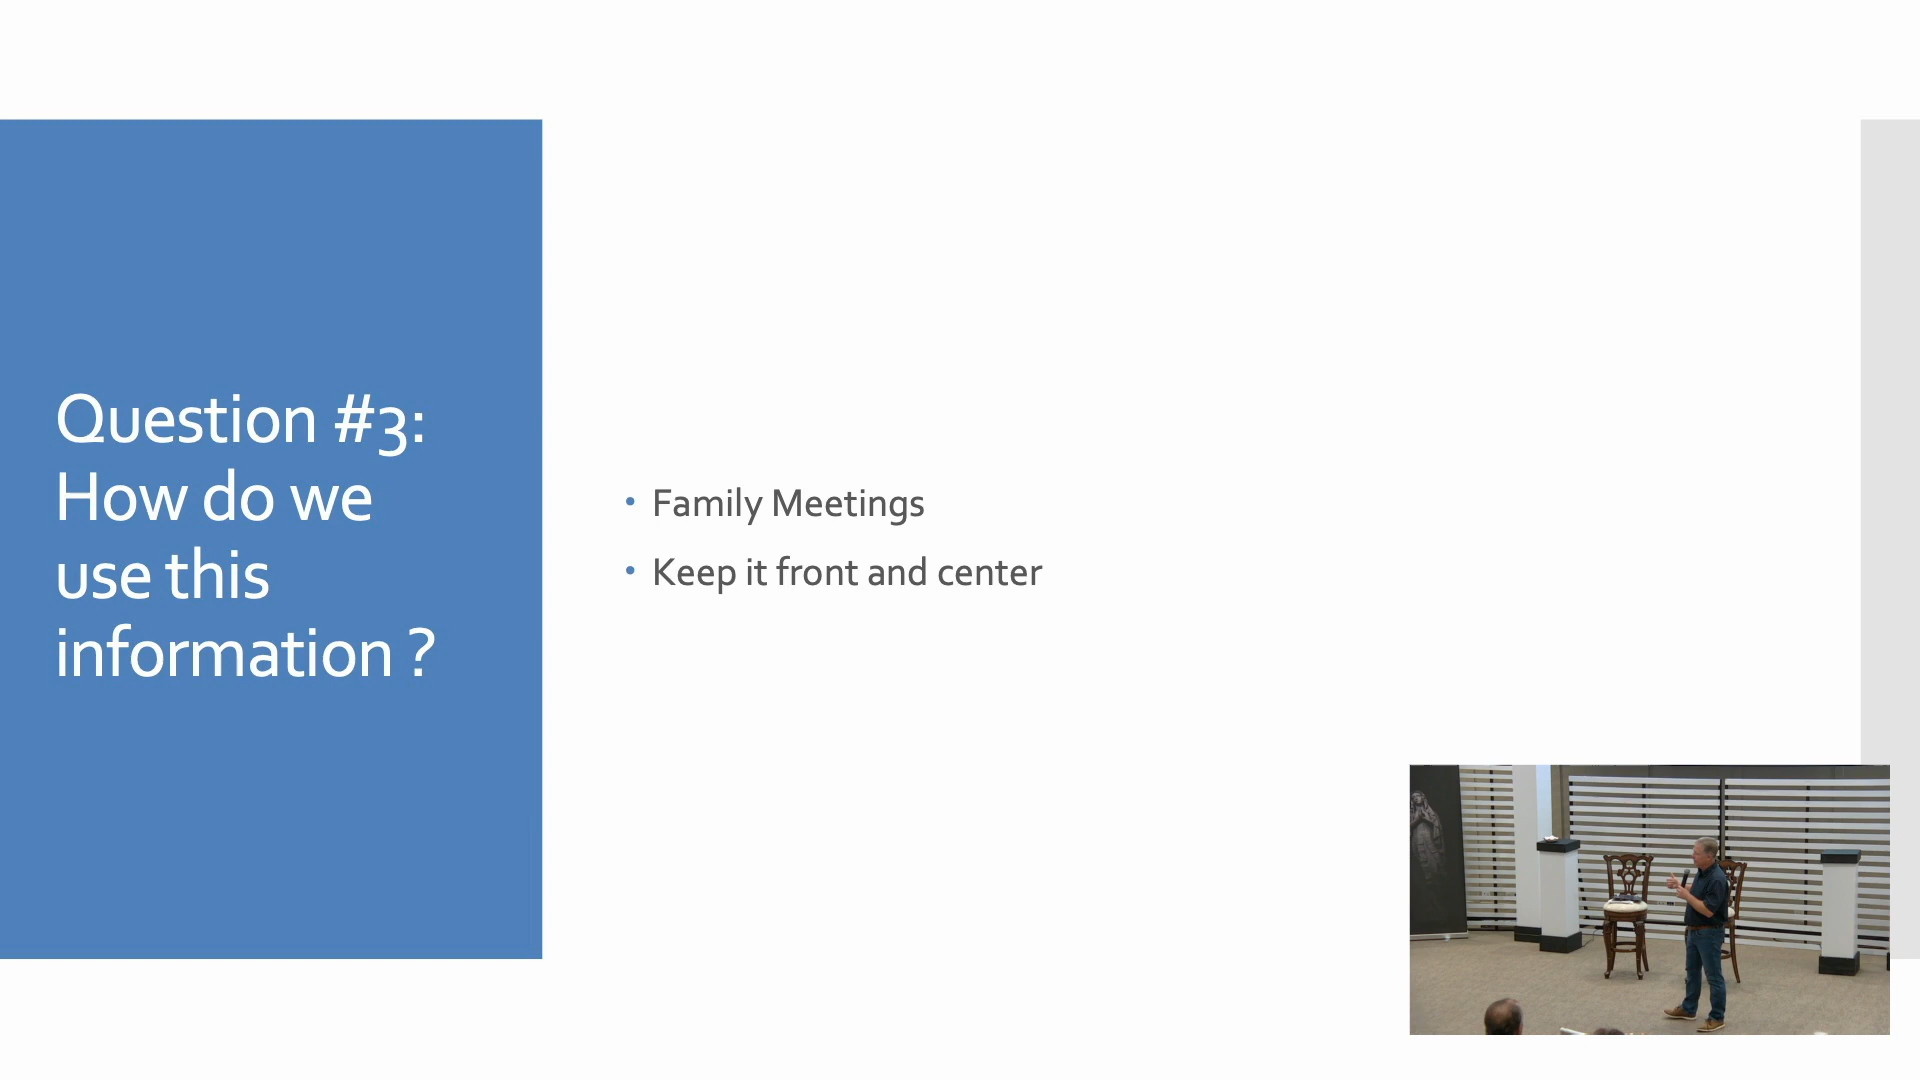 Question #3:
How do we
use this
information ?
• Family Meetings
• Keep it front and center